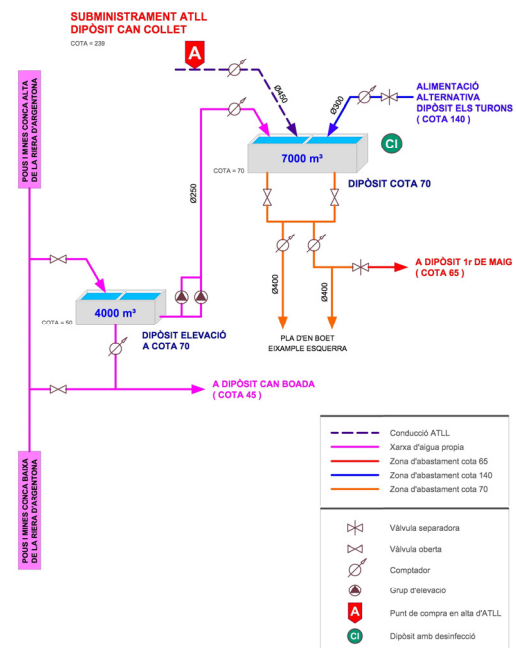 SUBMINISTRAMENT ATLL
DIPÒSIT CAN COLLET
COTA = 239
A
Ø450
Ø300
ALIMENTACIÓ
ALTERNATIVA
DIPÒSIT ELS TURONS
( COTA 140 )
POUS I MINES CONCA ALTA
DE LA RIERA D'ARGENTONA
Ø250
7000 m³
CI
COTA = 70
DIPÒSIT COTA 70
A DIPÒSIT 1r DE MAIG
( COTA 65 )
Ø400
Ø400
4000 m³
COTA = 50
DIPÒSIT ELEVACIÓ
A COTA 70
PLA D'EN BOET
EIXAMPLE ESQUERRA
A DIPÒSIT CAN BOADA
( COTA 45 )
POUS I MINES CONCA BAIXA
DE LA RIERA D'ARGENTONA
Conducció ATLL
Xarxa d'aigua propia
Zona d'abastament cota 65
Zona d'abastament cota 140
Zona d'abastament cota 70
Vàlvula separadora
Vàlvula oberta
Comptador
Grup d'elevació
A
Punt de compra en alta d'ATLL
CI
Dipòsit amb desinfecció